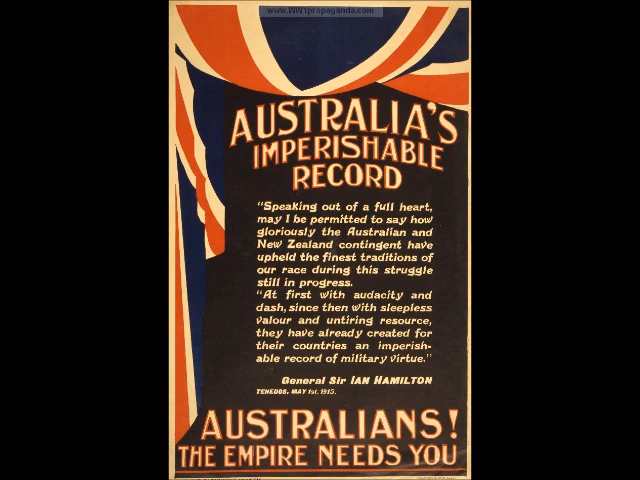 www.WW1propaganda.com
AUSTRALIA'S
IMPERISHABLE
RECORD
"Speaking out of a full heart,
may I be permitted to say how
gloriously the Australian and
New Zealand contingent have
upheld the finest traditions of
our race during this struggle
still in progress.
"At first with audacity and
dash, since then with sleepless
valour and untiring resource,
they have already created for
their countries an imperish-
able record of military virtue."
General Sir IAN HAMILTON
TENEDOS, MAY 1st. 1915.
AUSTRALIANS!
THE EMPIRE NEEDS YOU